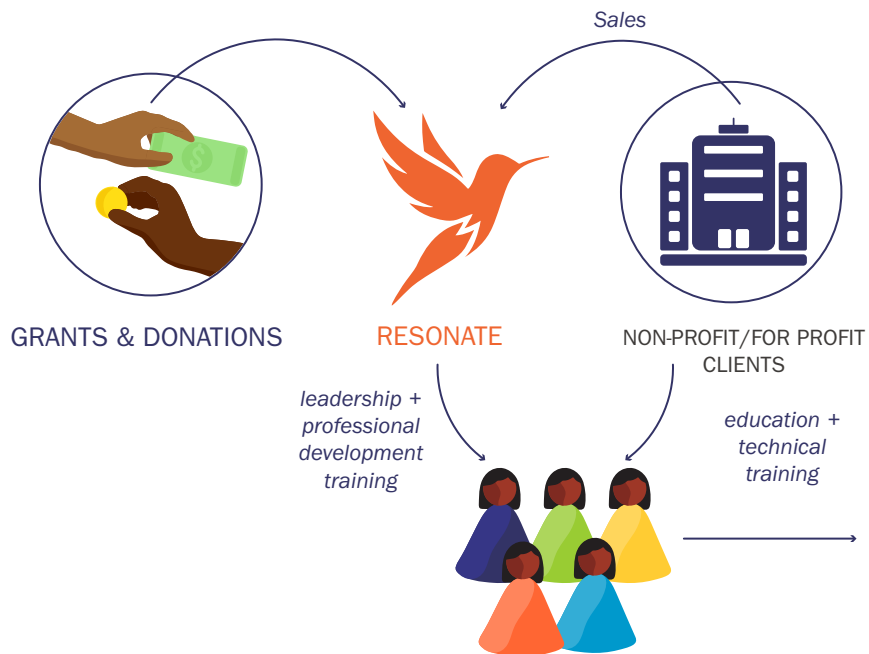 Sales
GRANTS & DONATIONS
RESONATE
NON-PROFIT/FOR PROFIT
CLIENTS
leadership +
professional
development
training
education +
technical
training